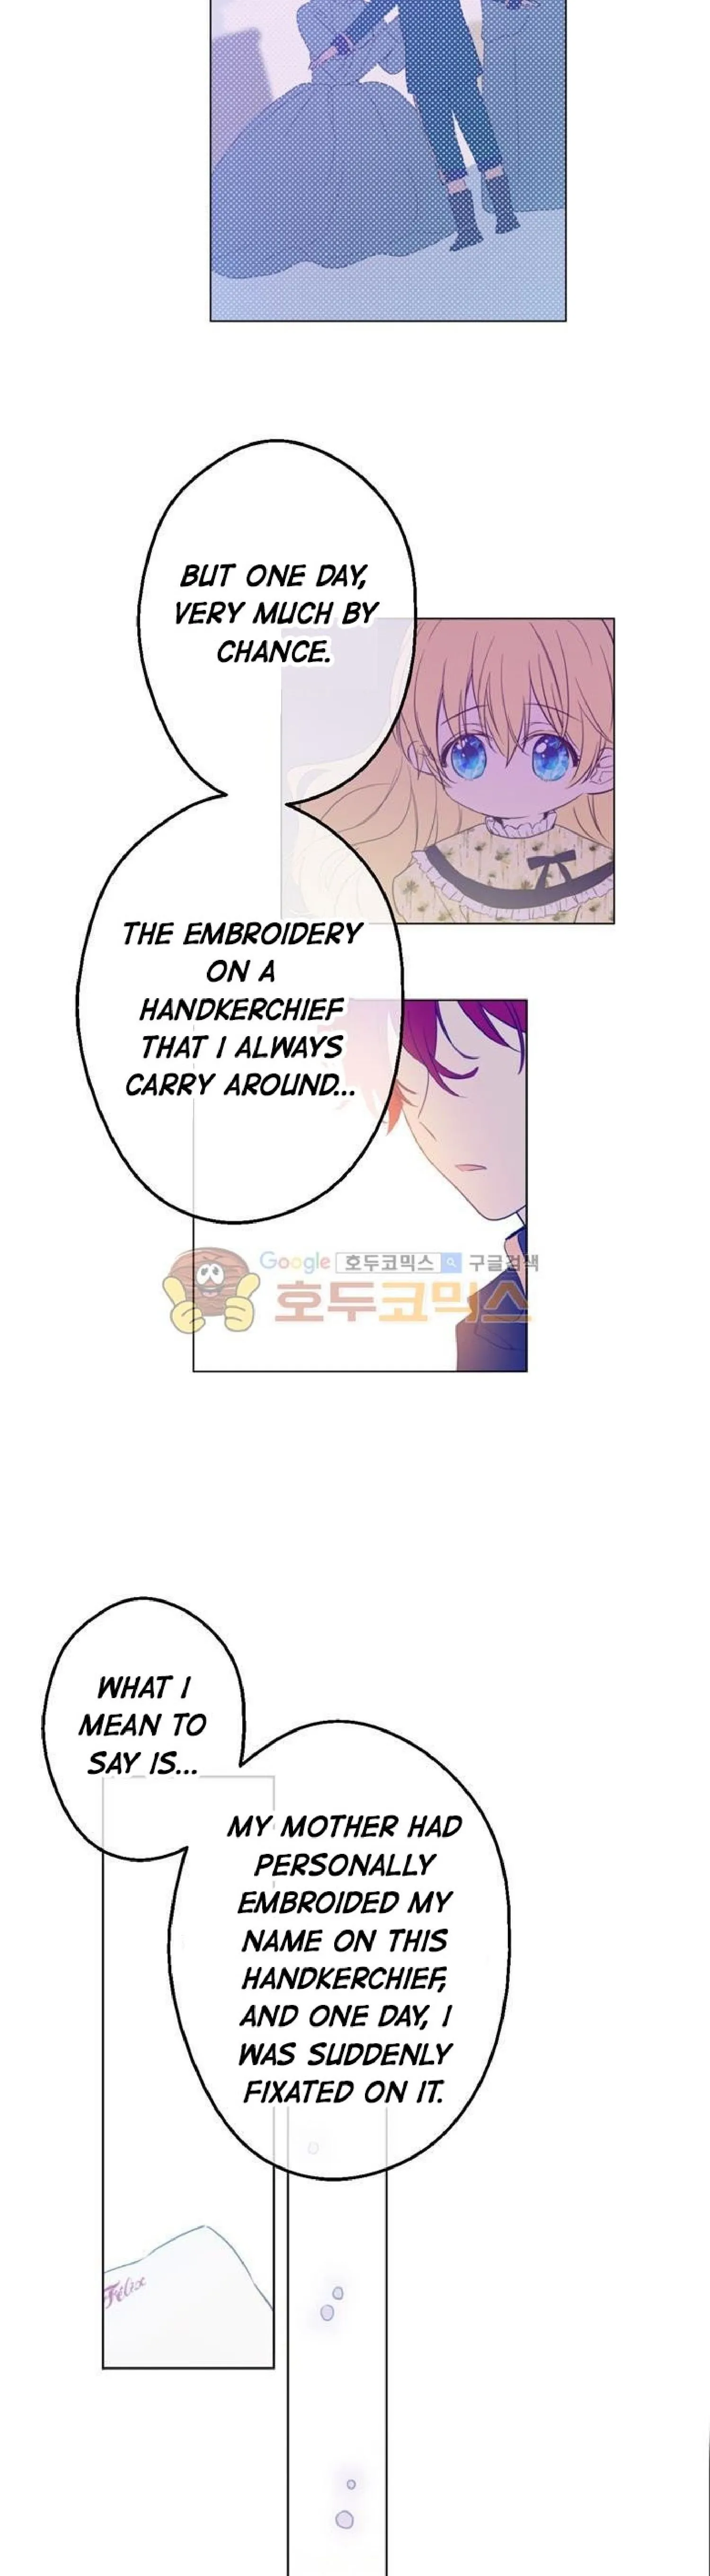 BUT ONE DAY,
VERY MUCH BY
CHANCE.
THE EMBROIDERY
ON A
HANDKERCHIEF
THAT I ALWAYS
CARRY AROUND...
Google 호두코믹스 구글검색
호두코믹스
WHAT I
MEAN TO
SAY IS...
MY MOTHER HAD
PERSONALLY
EMBROIDED MY
NAME ON THIS
HANDKERCHIEF,
AND ONE DAY, I
WAS SUDDENLY
FIXATED ON IT.
Félix